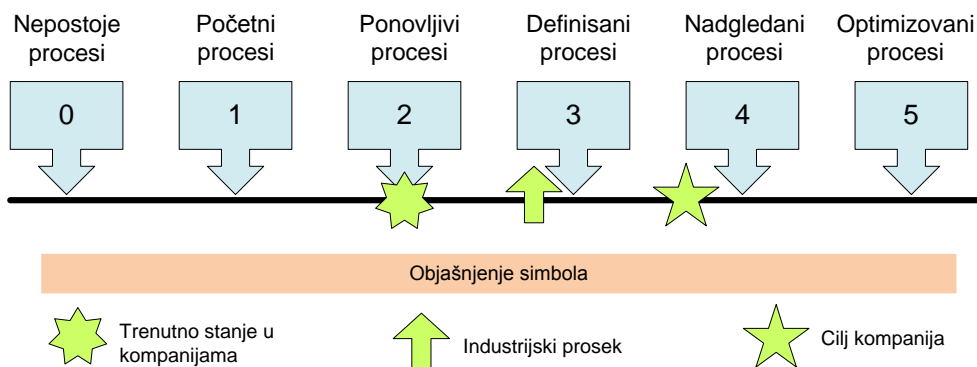 Nepostoje
procesi
Početni
procesi
Ponovljivi
procesi
Definisani
procesi
Nadgledani
procesi
Optimizovani
procesi
0
1
2
3
4
5
Objašnjenje simbola
Trenutno stanje u
kompanijama
Industrijski prosek
Cilj kompanija